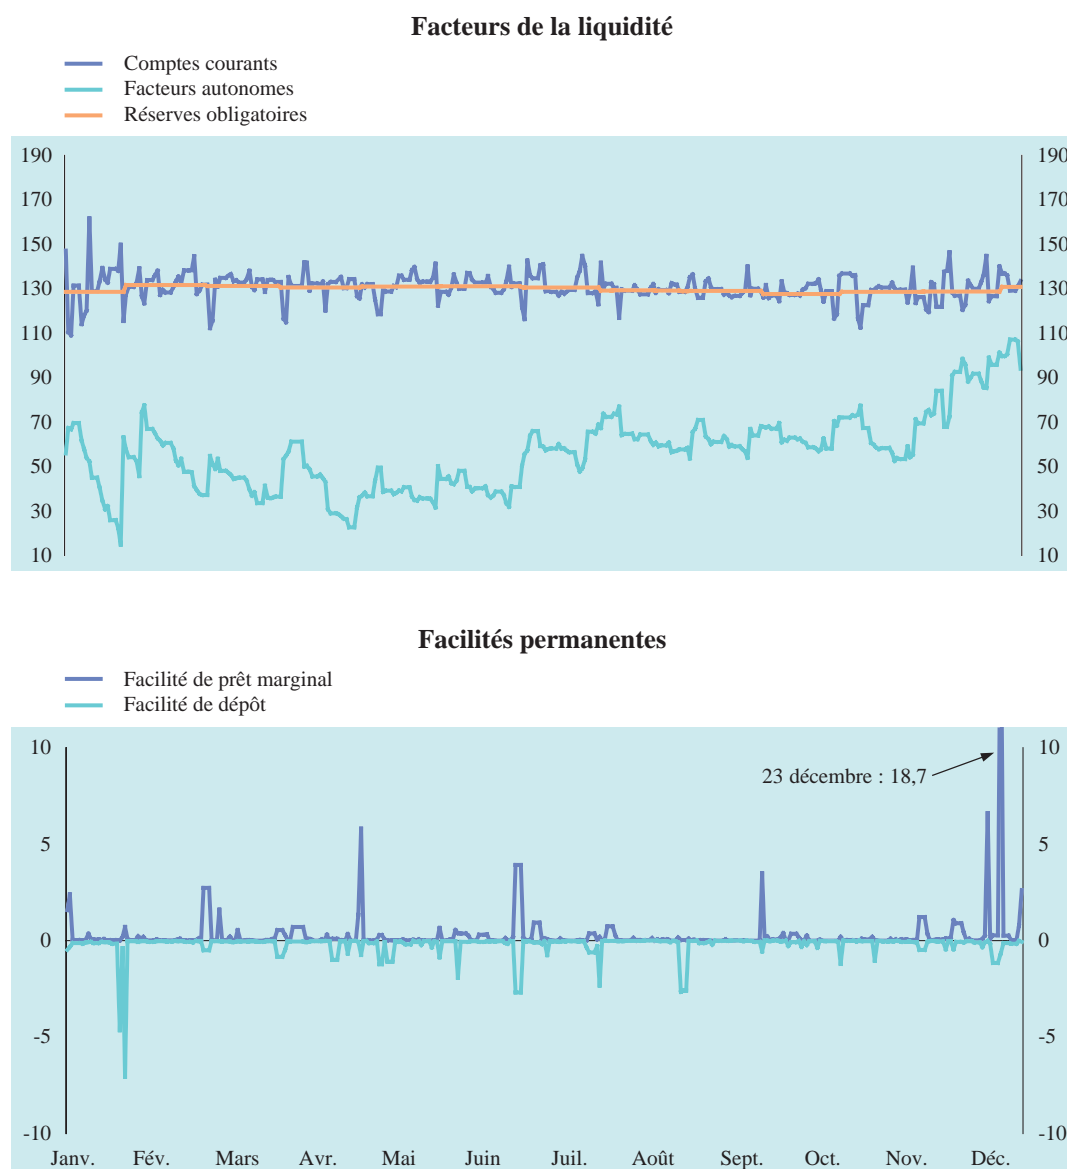 Facteurs de la liquidité
Comptes courants
Facteurs autonomes
Réserves obligatoires
190 190
170 170
150 150
130 130
110 110
90 90
70 70
50 50
30 30
10 10
Facilités permanentes
Facilité de prêt marginal
Facilité de dépôt
10 10
23 décembre : 18,7
5 5
0 0
-5 -5
-10 -10
Janv. Fév. Mars Avr. Mai Juin Juil. Août Sept. Oct. Nov. Déc.